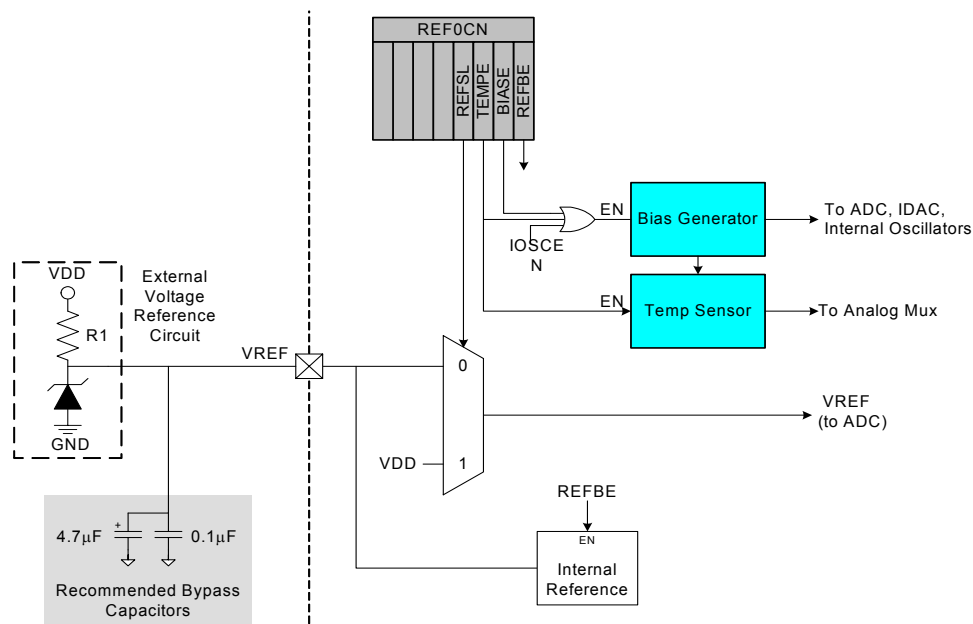 REF0CN
REFSL
TEMPE
BIASE
REFBE
EN
Bias Generator
To ADC, IDAC,
Internal Oscillators
IOSCE
N
EN
Temp Sensor
To Analog Mux
VDD
R1
GND
External
Voltage
Reference
Circuit
VREF
0
VREF
(to ADC)
VDD
1
REFBE
EN
Internal
Reference
+
4.7μF
0.1μF
Recommended Bypass
Capacitors